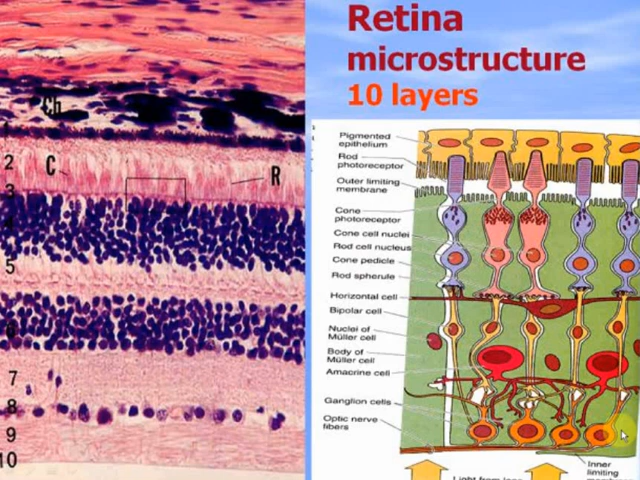 Retina
microstructure
10 layers
Ch
2
C
R
3
5
7
8
9
10
Pigmented
epithelium
Rod
photoreceptor
Outer limiting
membrane
Cone
photoreceptor
Cone cell nuclei
Rod cell nucleus
Cone pedicle
Rod spherule
Horizontal cell
Bipolar cell
Nuclei of
Müller cell
Body of
Müller cell
Amacrine cell
Ganglion cells
Optic nerve
fibers
Inner
limiting